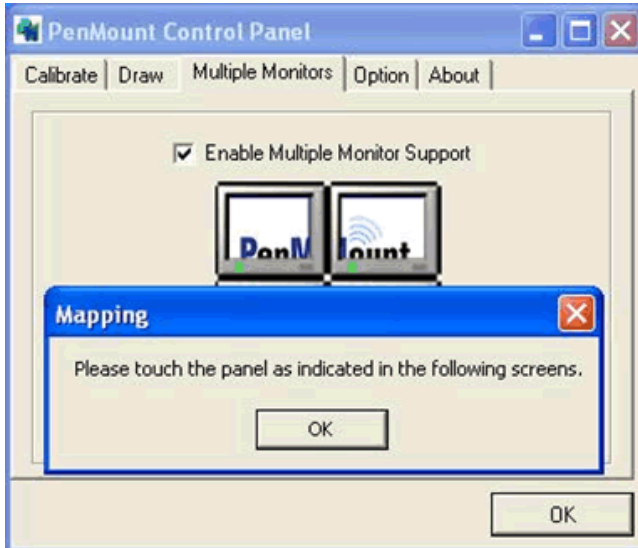 PenMount Control Panel
Calibrate Draw Multiple Monitors Option About
Enable Multiple Monitor Support
PenMount
Mapping
Please touch the panel as indicated in the following screens.
OK
OK